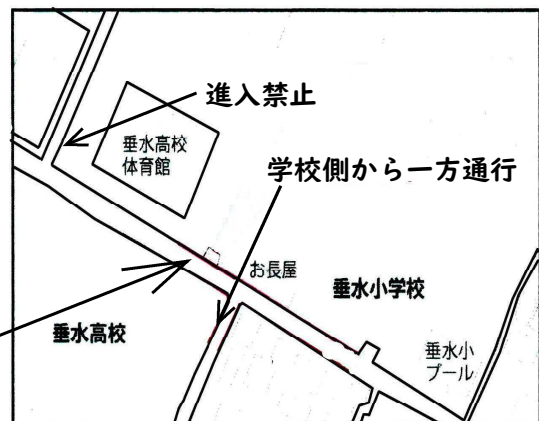 進入禁止
垂水高校
体育館
学校側から一方通行
お長屋
垂水小学校
垂水高校
垂水小
プール